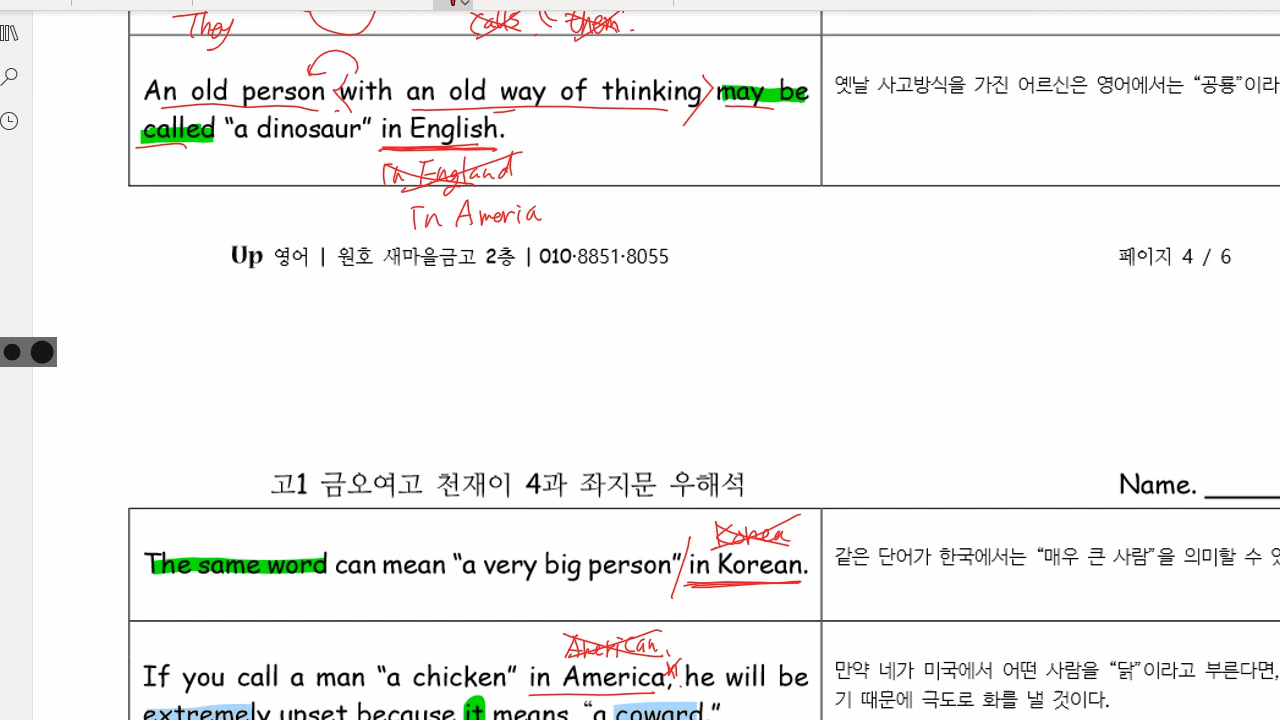 They
calls them.
An old person with an old way of thinking may be
called “a dinosaur” in English.
In England
In Ameria
옛날 사고방식을 가진 어르신은 영어에서는 “공룡”이라
Up 영어 | 원호 새마을금고 2층 | 010·8851·8055
페이지 4 / 6
고1 금오여고 천재이 4과 좌지문 우해석
Name.
Korea
The same word can mean “a very big person” in Korean.
같은 단어가 한국에서는 “매우 큰 사람”을 의미할 수 있
American
If you call a man “a chicken” in America, he will be
extremely upset because it means “a coward.”
만약 네가 미국에서 어떤 사람을 “닭”이라고 부른다면,
기 때문에 극도로 화를 낼 것이다.